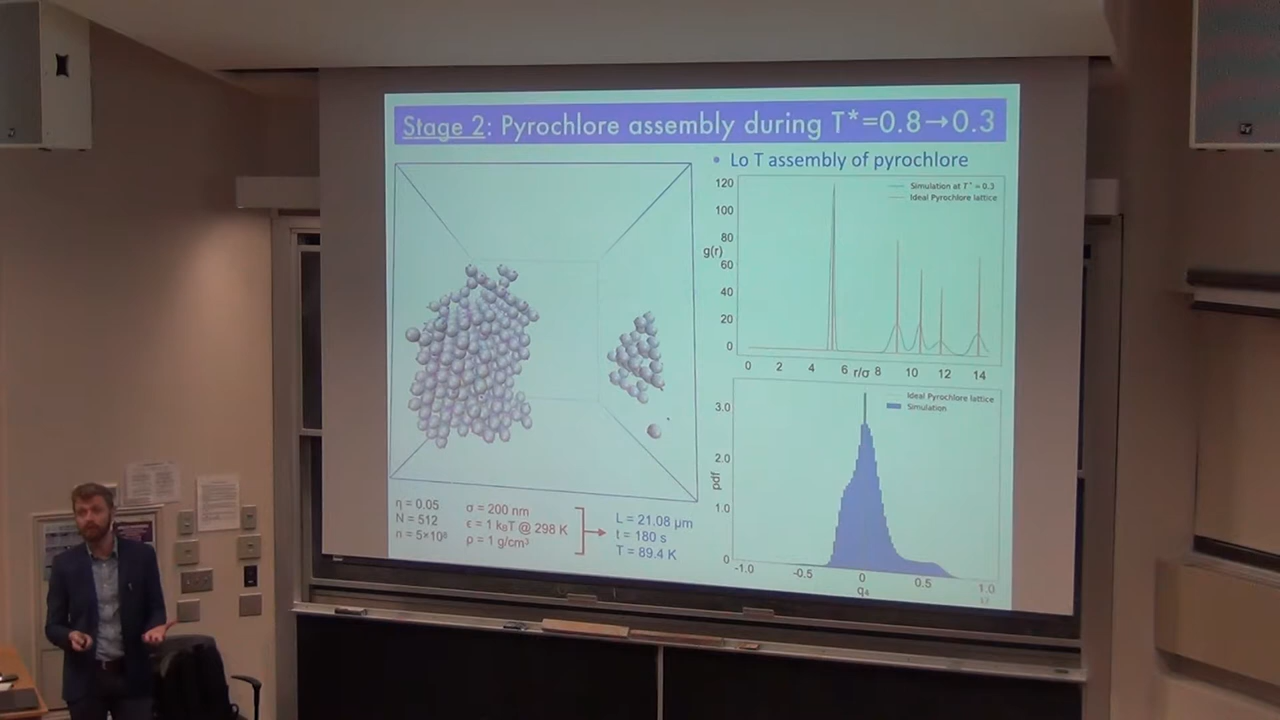 Stage 2: Pyrochlore assembly during T*=0.8→0.3
• Lo T assembly of pyrochlore
120
100
80
60
40
20
0
g(r)
Simulation at T* = 0.3
Ideal Pyrochlore lattice
0 2 4 6 r/σ 8 10 12 14
3.0
2.0
1.0
0
pdf
Ideal Pyrochlore lattice
Simulation
-1.0 -0.5 0 0.5 1.0
q₄
η = 0.05
N = 512
n = 5×10⁸
σ = 200 nm
ϵ = 1 kBT @ 298 K
ρ = 1 g/cm³
L = 21.08 µm
t = 180 s
T = 89.4 K